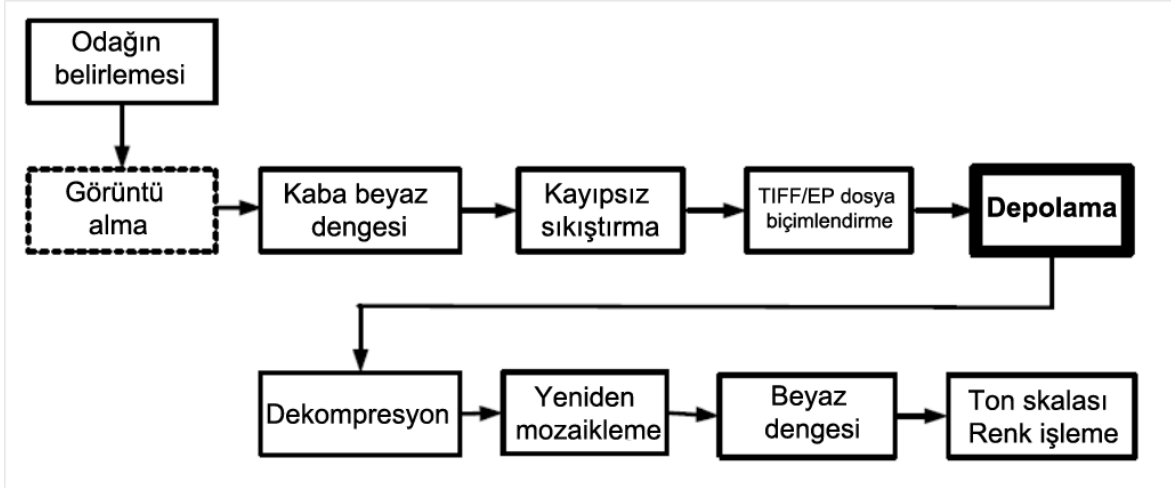 Odağın
belirlemesi
Görüntü
alma
Kaba beyaz
dengesi
Kayıpsız
sıkıştırma
TIFF/EP dosya
biçimlendirme
Depolama
Dekompresyon
Yeniden
mozaikleme
Beyaz
dengesi
Ton skalası
Renk işleme